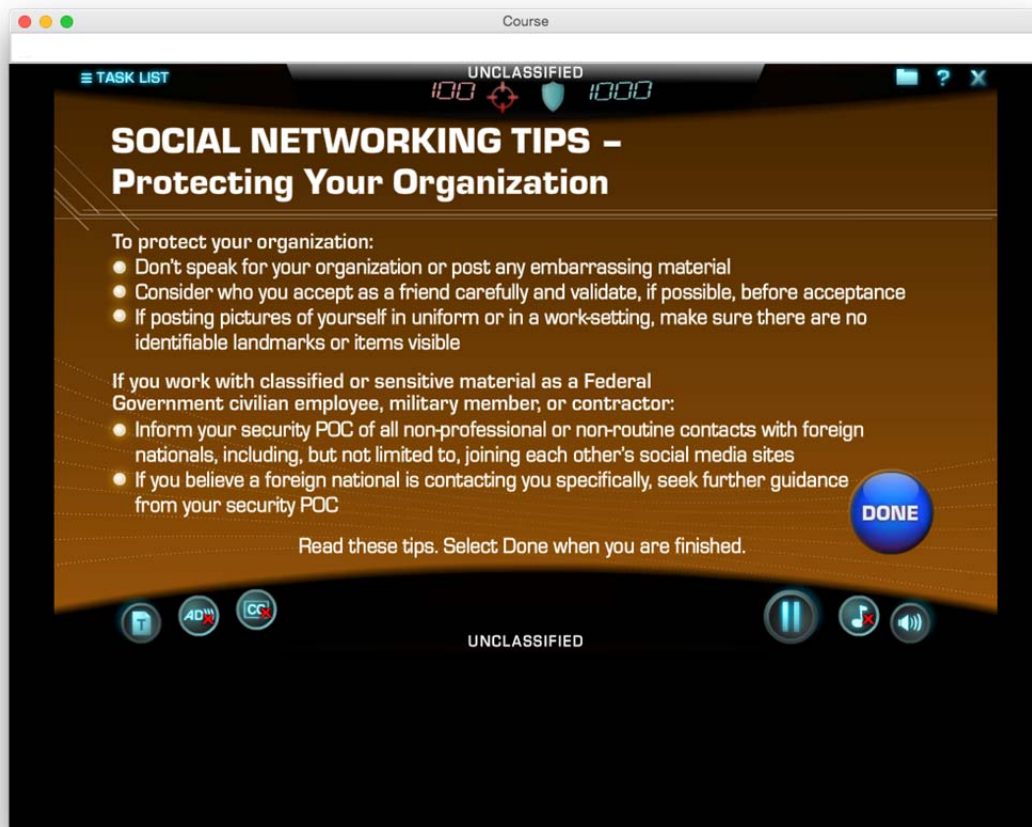 Course
≡ TASK LIST
UNCLASSIFIED
? X
100 1000
SOCIAL NETWORKING TIPS –
Protecting Your Organization
To protect your organization:
Don't speak for your organization or post any embarrassing material
Consider who you accept as a friend carefully and validate, if possible, before acceptance
If posting pictures of yourself in uniform or in a work-setting, make sure there are no
identifiable landmarks or items visible
If you work with classified or sensitive material as a Federal
Government civilian employee, military member, or contractor:
Inform your security POC of all non-professional or non-routine contacts with foreign
nationals, including, but not limited to, joining each other's social media sites
If you believe a foreign national is contacting you specifically, seek further guidance
from your security POC
DONE
Read these tips. Select Done when you are finished.
T
AD
CC
UNCLASSIFIED